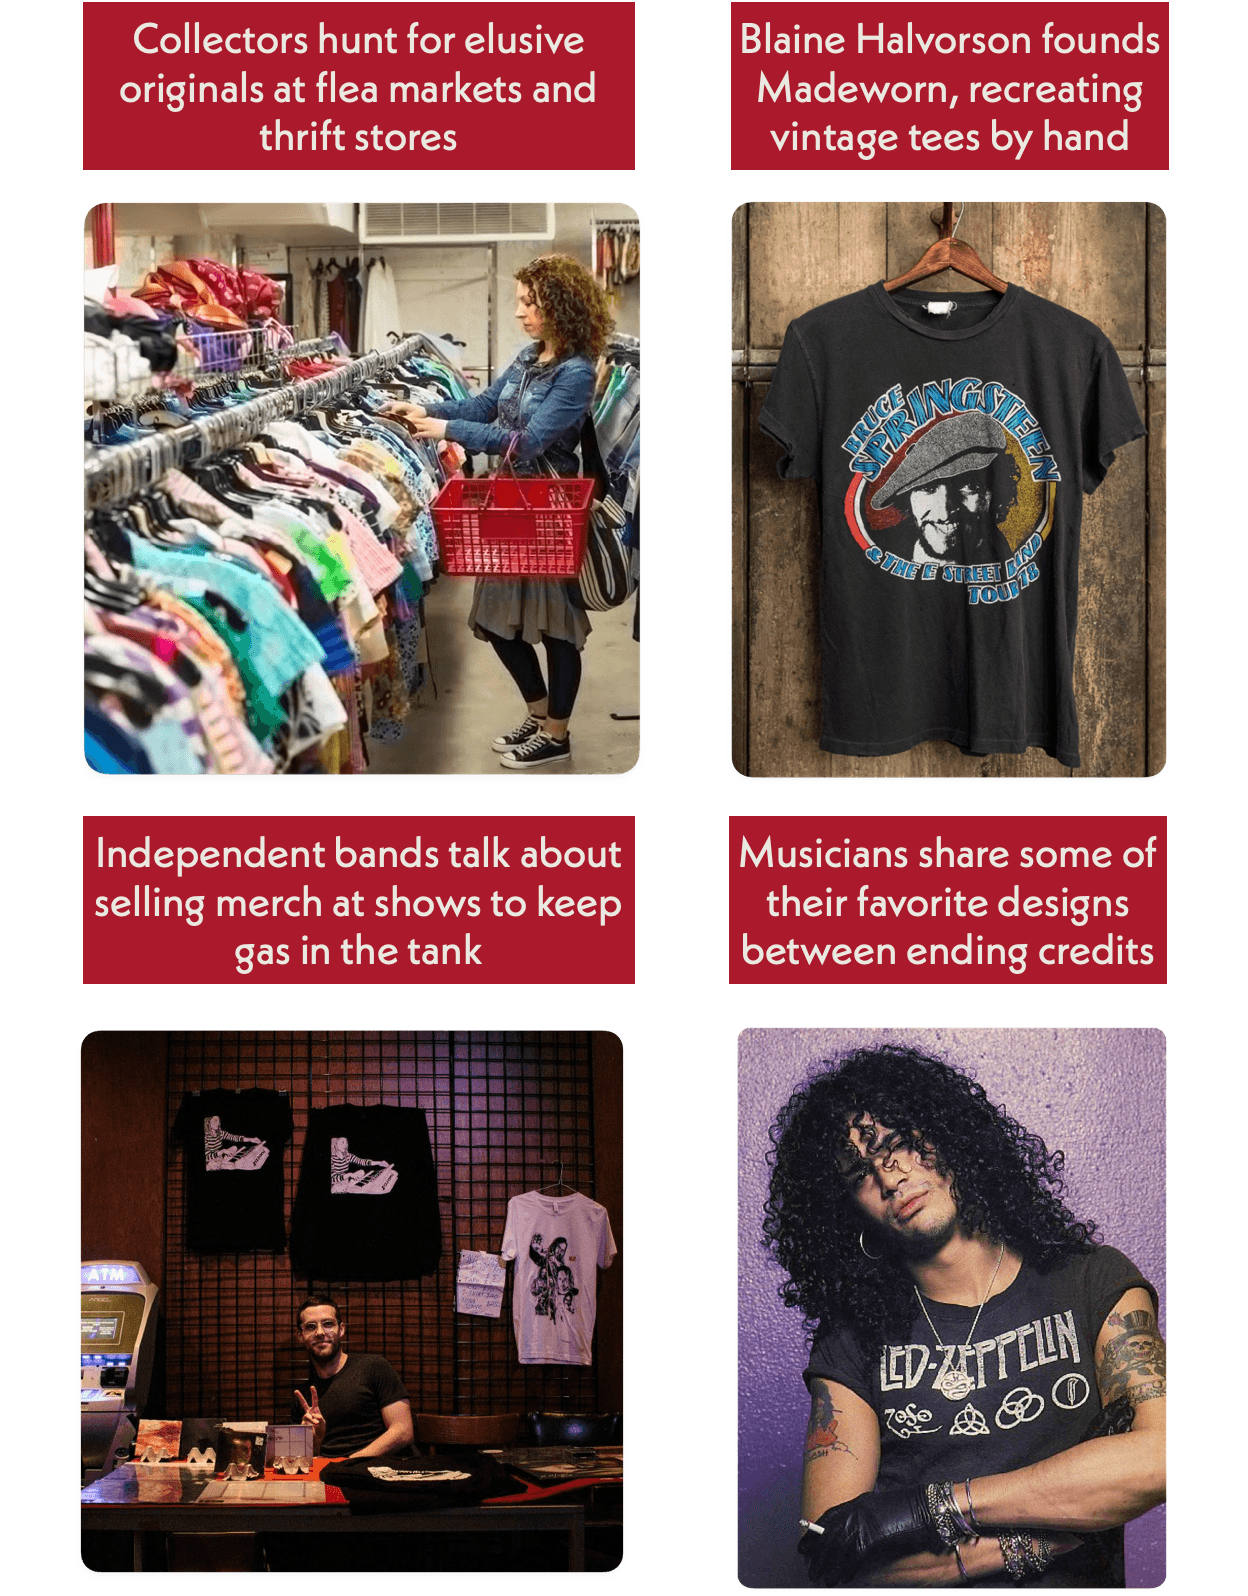 Collectors hunt for elusive
originals at flea markets and
thrift stores
Blaine Halvorson founds
Madeworn, recreating
vintage tees by hand
BRUCE
SPRINGSTEEN
& THE E STREET BAND
TOUR 78
Independent bands talk about
selling merch at shows to keep
gas in the tank
Musicians share some of
their favorite designs
between ending credits
ATM
LED-ZEPPELIN
ZOSO